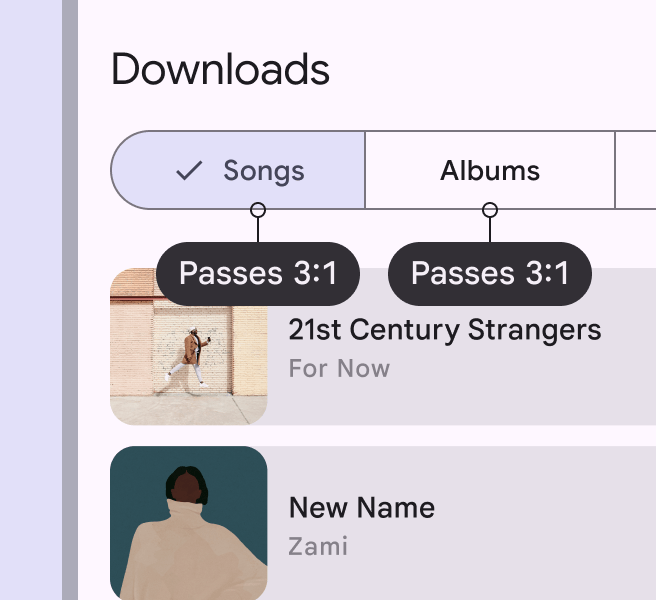 Downloads
Songs
Albums
Passes 3:1
Passes 3:1
21st Century Strangers
For Now
New Name
Zami